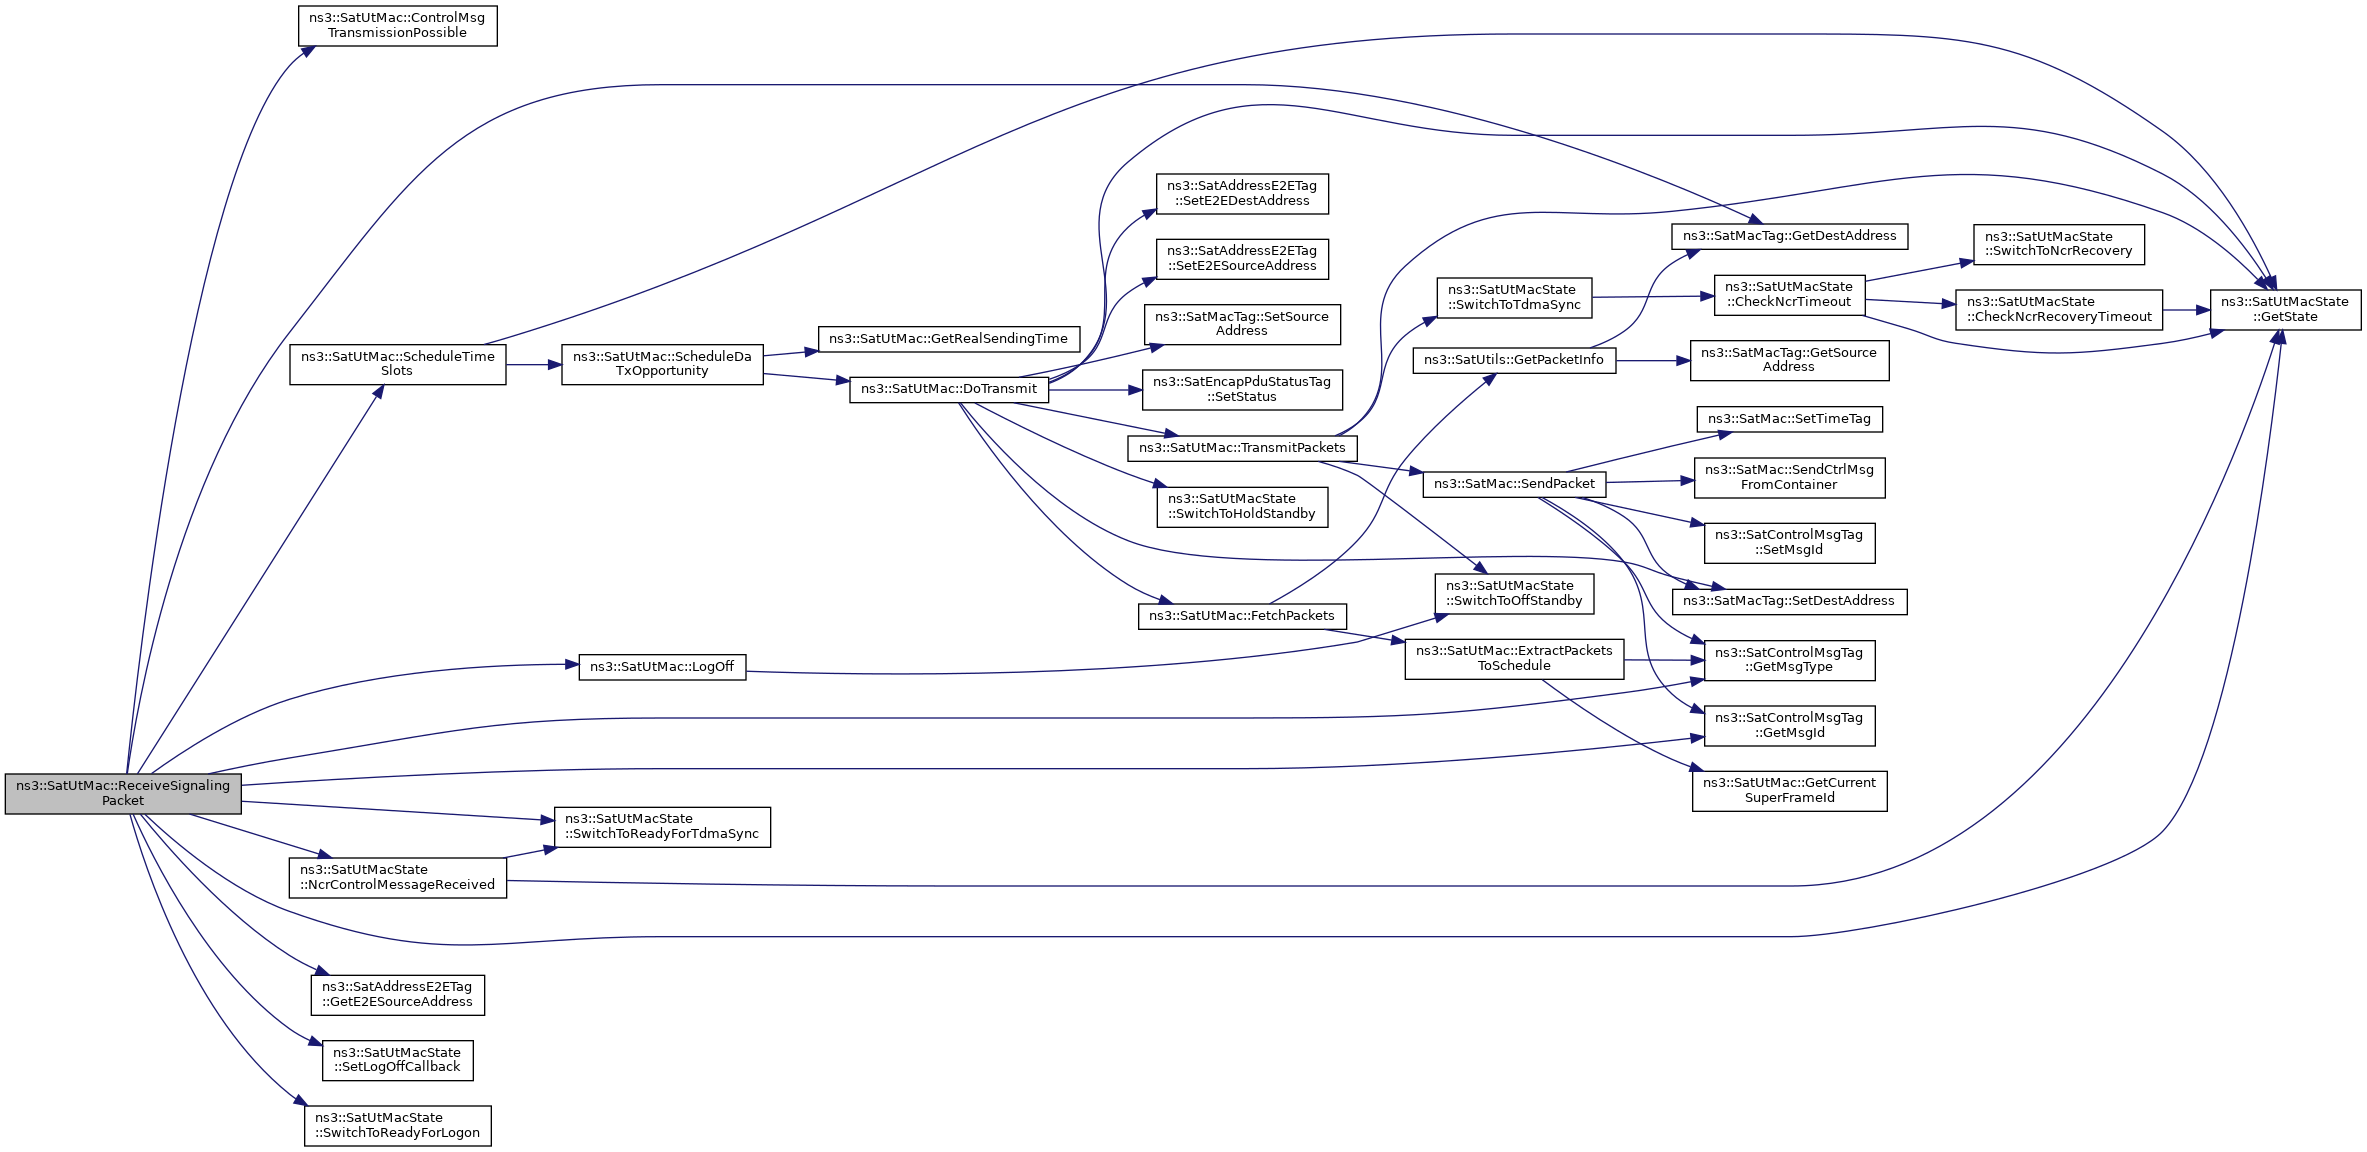 ns3::SatUtMac::ReceiveSignaling
Packet
ns3::SatUtMac::ControlMsg
TransmissionPossible
ns3::SatUtMac::ScheduleTime
Slots
ns3::SatUtMac::ScheduleDa
TxOpportunity
ns3::SatUtMac::GetRealSendingTime
ns3::SatUtMac::DoTransmit
ns3::SatAddressE2ETag
::SetE2EDestAddress
ns3::SatAddressE2ETag
::SetE2ESourceAddress
ns3::SatMacTag::SetSource
Address
ns3::SatEncapPduStatusTag
::SetStatus
ns3::SatUtMac::TransmitPackets
ns3::SatUtMacState
::SwitchToHoldStandby
ns3::SatUtMac::FetchPackets
ns3::SatUtMacState
::SwitchToTdmaSync
ns3::SatUtils::GetPacketInfo
ns3::SatMac::SendPacket
ns3::SatUtMacState
::SwitchToOffStandby
ns3::SatUtMac::ExtractPackets
ToSchedule
ns3::SatMacTag::GetDestAddress
ns3::SatUtMacState
::CheckNcrTimeout
ns3::SatMacTag::GetSource
Address
ns3::SatMac::SetTimeTag
ns3::SatMac::SendCtrlMsg
FromContainer
ns3::SatControlMsgTag
::SetMsgId
ns3::SatMacTag::SetDestAddress
ns3::SatControlMsgTag
::GetMsgType
ns3::SatControlMsgTag
::GetMsgId
ns3::SatUtMac::GetCurrent
SuperFrameId
ns3::SatUtMacState
::SwitchToNcrRecovery
ns3::SatUtMacState
::CheckNcrRecoveryTimeout
ns3::SatUtMacState
::GetState
ns3::SatUtMac::LogOff
ns3::SatUtMacState
::SwitchToReadyForTdmaSync
ns3::SatUtMacState
::NcrControlMessageReceived
ns3::SatAddressE2ETag
::GetE2ESourceAddress
ns3::SatUtMacState
::SetLogOffCallback
ns3::SatUtMacState
::SwitchToReadyForLogon